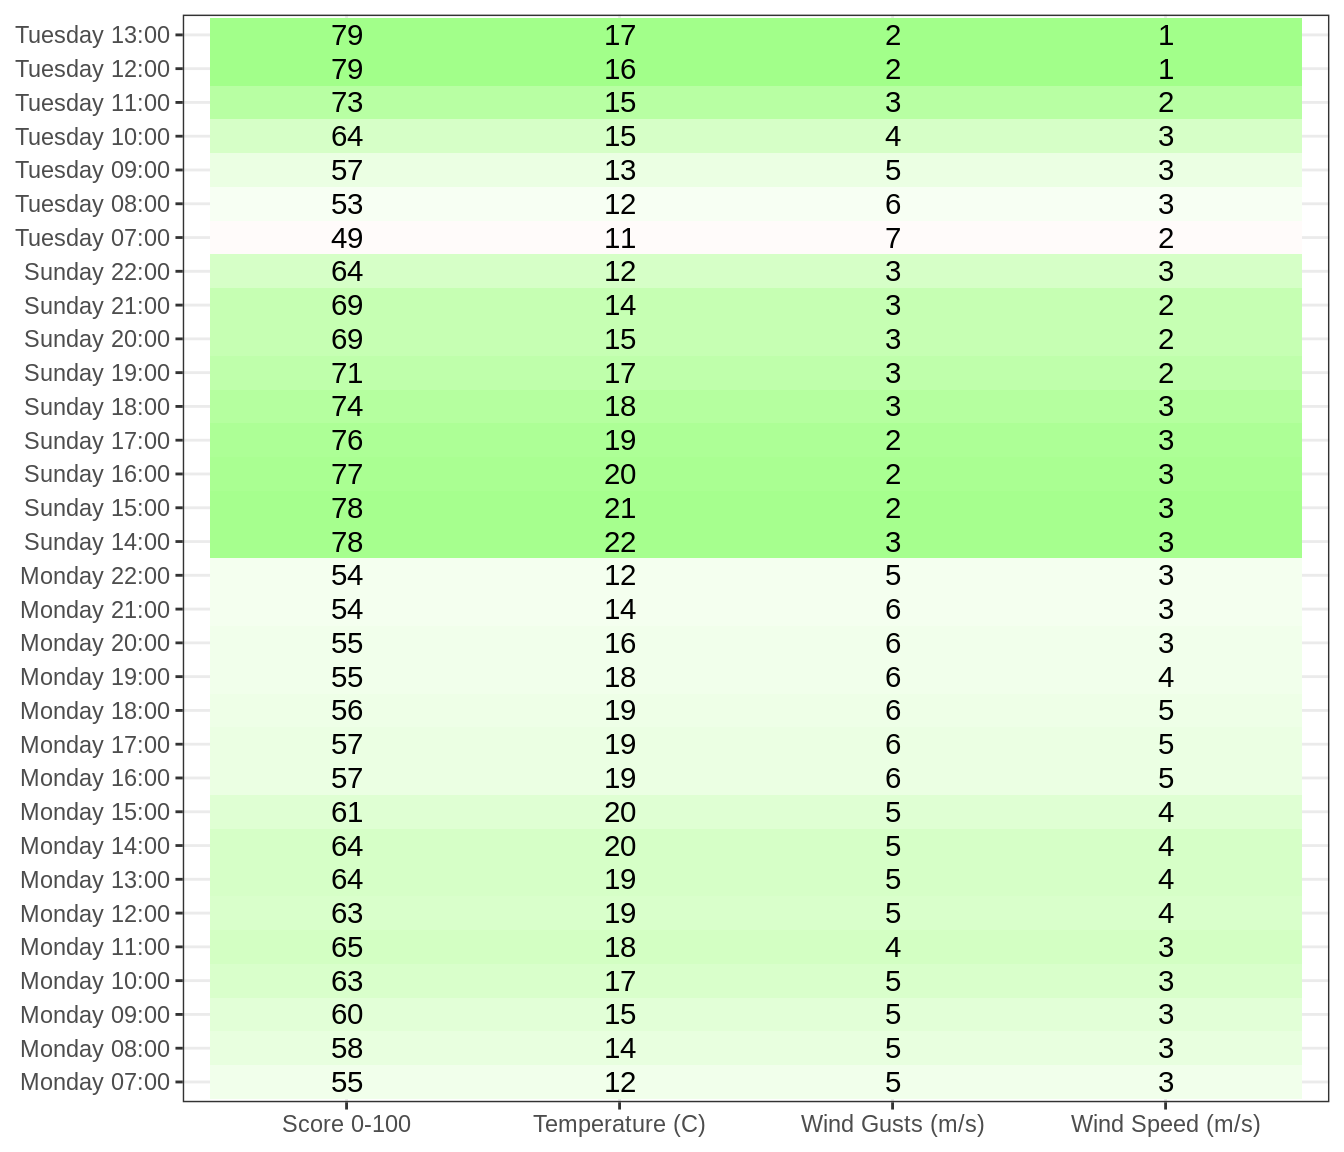 Tuesday 13:00 79 17 2 1
Tuesday 12:00 79 16 2 1
Tuesday 11:00 73 15 3 2
Tuesday 10:00 64 15 4 3
Tuesday 09:00 57 13 5 3
Tuesday 08:00 53 12 6 3
Tuesday 07:00 49 11 7 2
Sunday 22:00 64 12 3 3
Sunday 21:00 69 14 3 2
Sunday 20:00 69 15 3 2
Sunday 19:00 71 17 3 2
Sunday 18:00 74 18 3 3
Sunday 17:00 76 19 2 3
Sunday 16:00 77 20 2 3
Sunday 15:00 78 21 2 3
Sunday 14:00 78 22 3 3
Monday 22:00 54 12 5 3
Monday 21:00 54 14 6 3
Monday 20:00 55 16 6 3
Monday 19:00 55 18 6 4
Monday 18:00 56 19 6 5
Monday 17:00 57 19 6 5
Monday 16:00 57 19 6 5
Monday 15:00 61 20 5 4
Monday 14:00 64 20 5 4
Monday 13:00 64 19 5 4
Monday 12:00 63 19 5 4
Monday 11:00 65 18 4 3
Monday 10:00 63 17 5 3
Monday 09:00 60 15 5 3
Monday 08:00 58 14 5 3
Monday 07:00 55 12 5 3
Score 0-100 Temperature (C) Wind Gusts (m/s) Wind Speed (m/s)